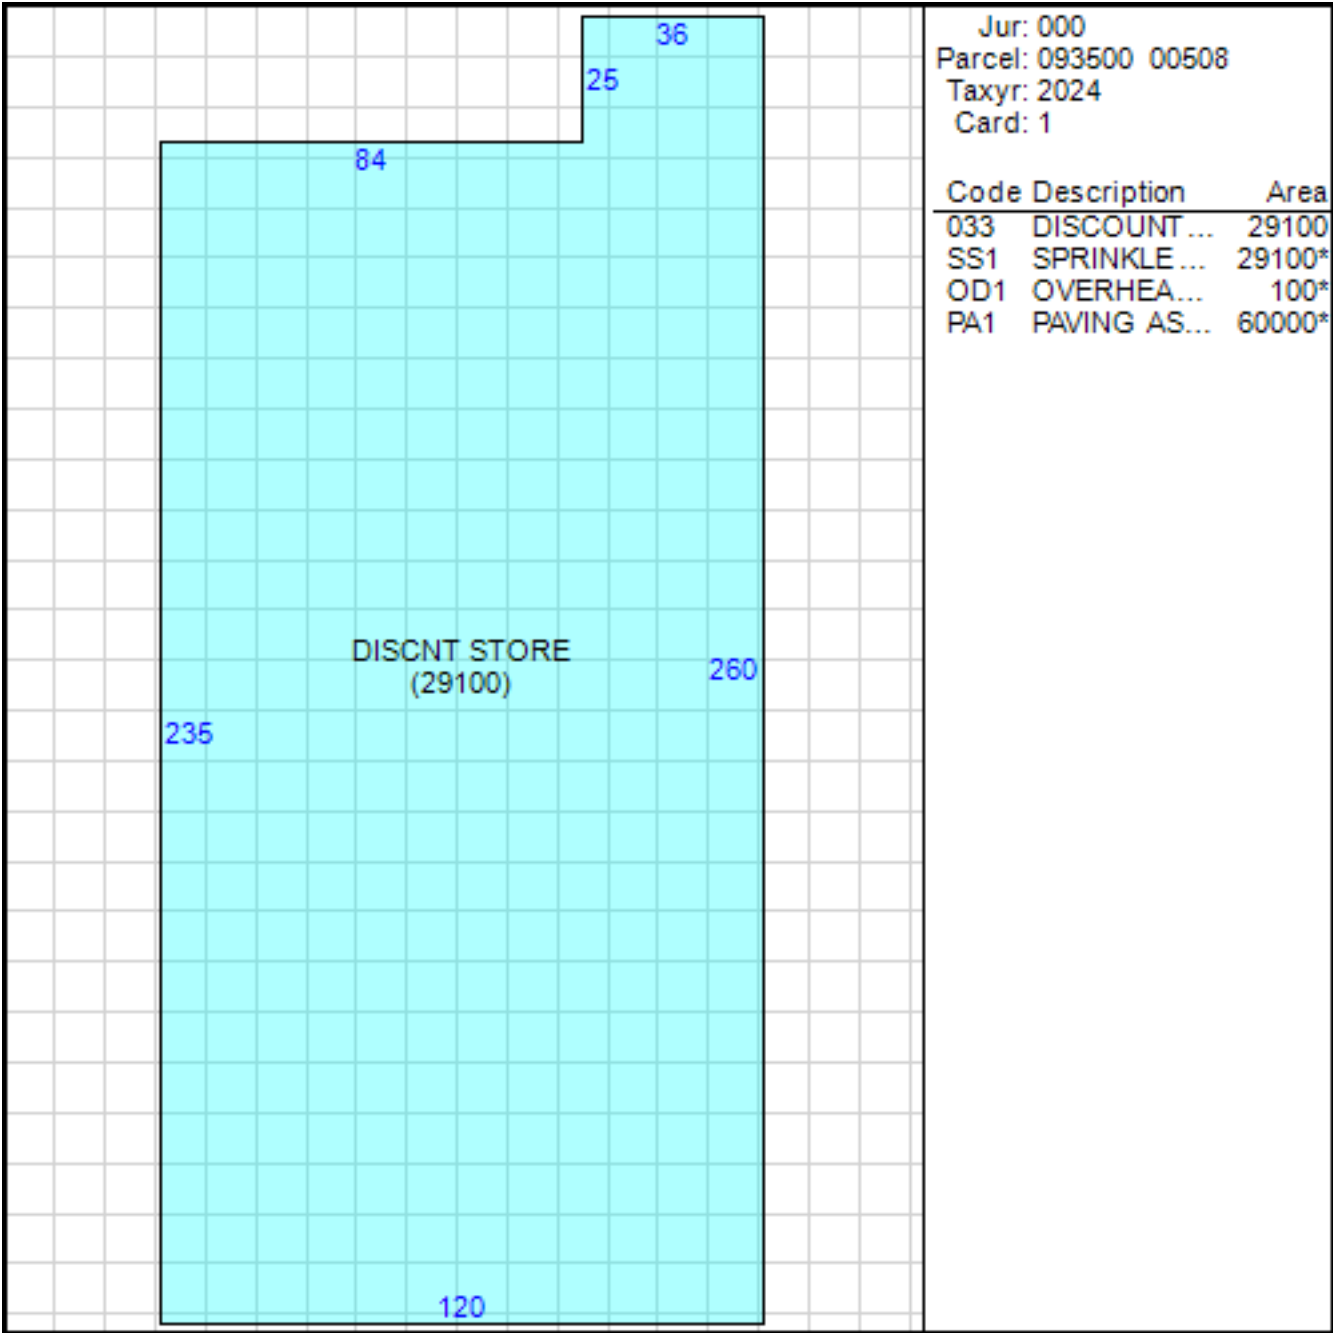 36
25
84
DISCNT STORE
(29100)
260
235
120
Jur: 000
Parcel: 093500 00508
Taxyr: 2024
Card: 1
Code Description Area
033 DISCOUNT... 29100
SS1 SPRINKLE... 29100*
OD1 OVERHEA... 100*
PA1 PAVING AS... 60000*